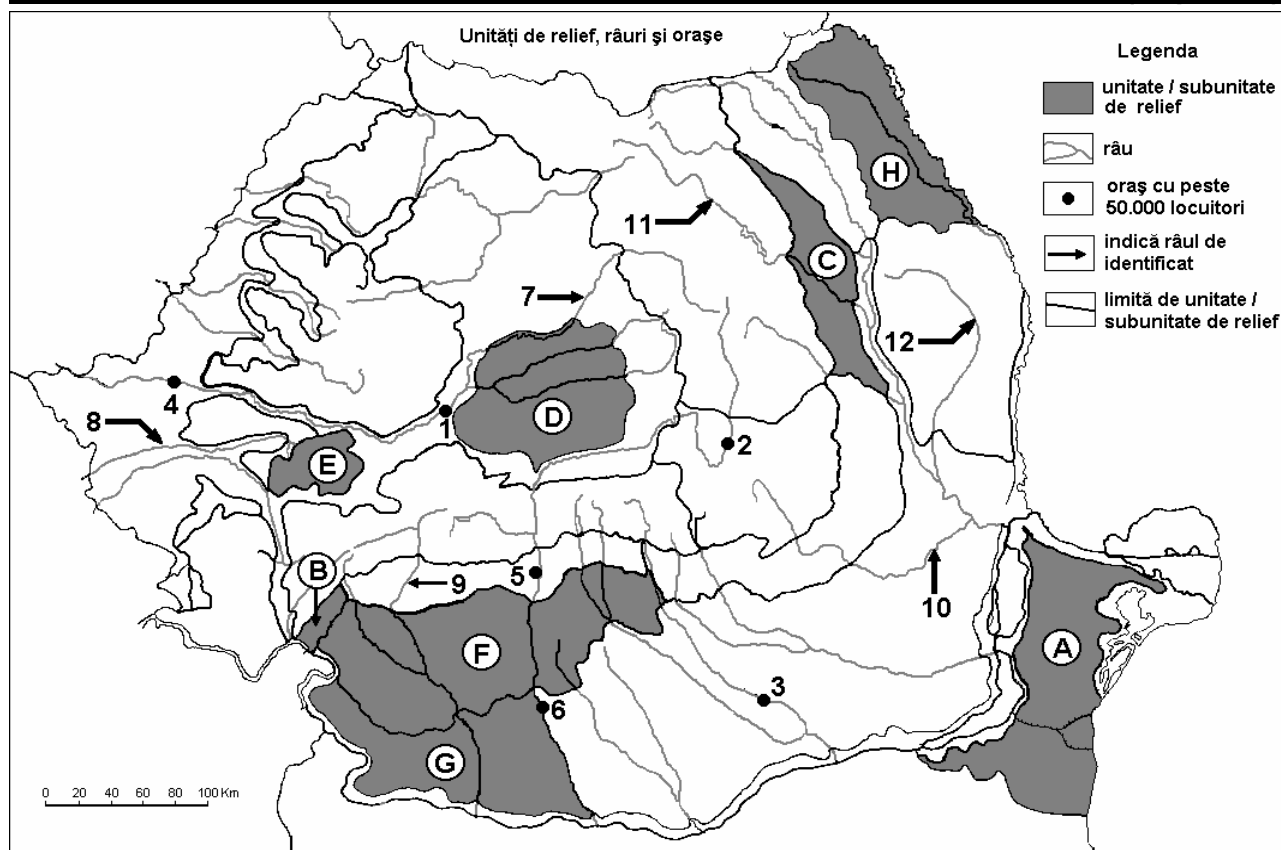 Unități de relief, râuri și orașe
Legenda
unitate / subunitate
de relief
râu
oraș cu peste
50.000 locuitori
indică râul de
identificat
limită de unitate /
subunitate de relief
H
11
C
7
12
4
8
1
D
2
E
B
9
5
10
A
F
3
6
G
0 20 40 60 80 100 Km